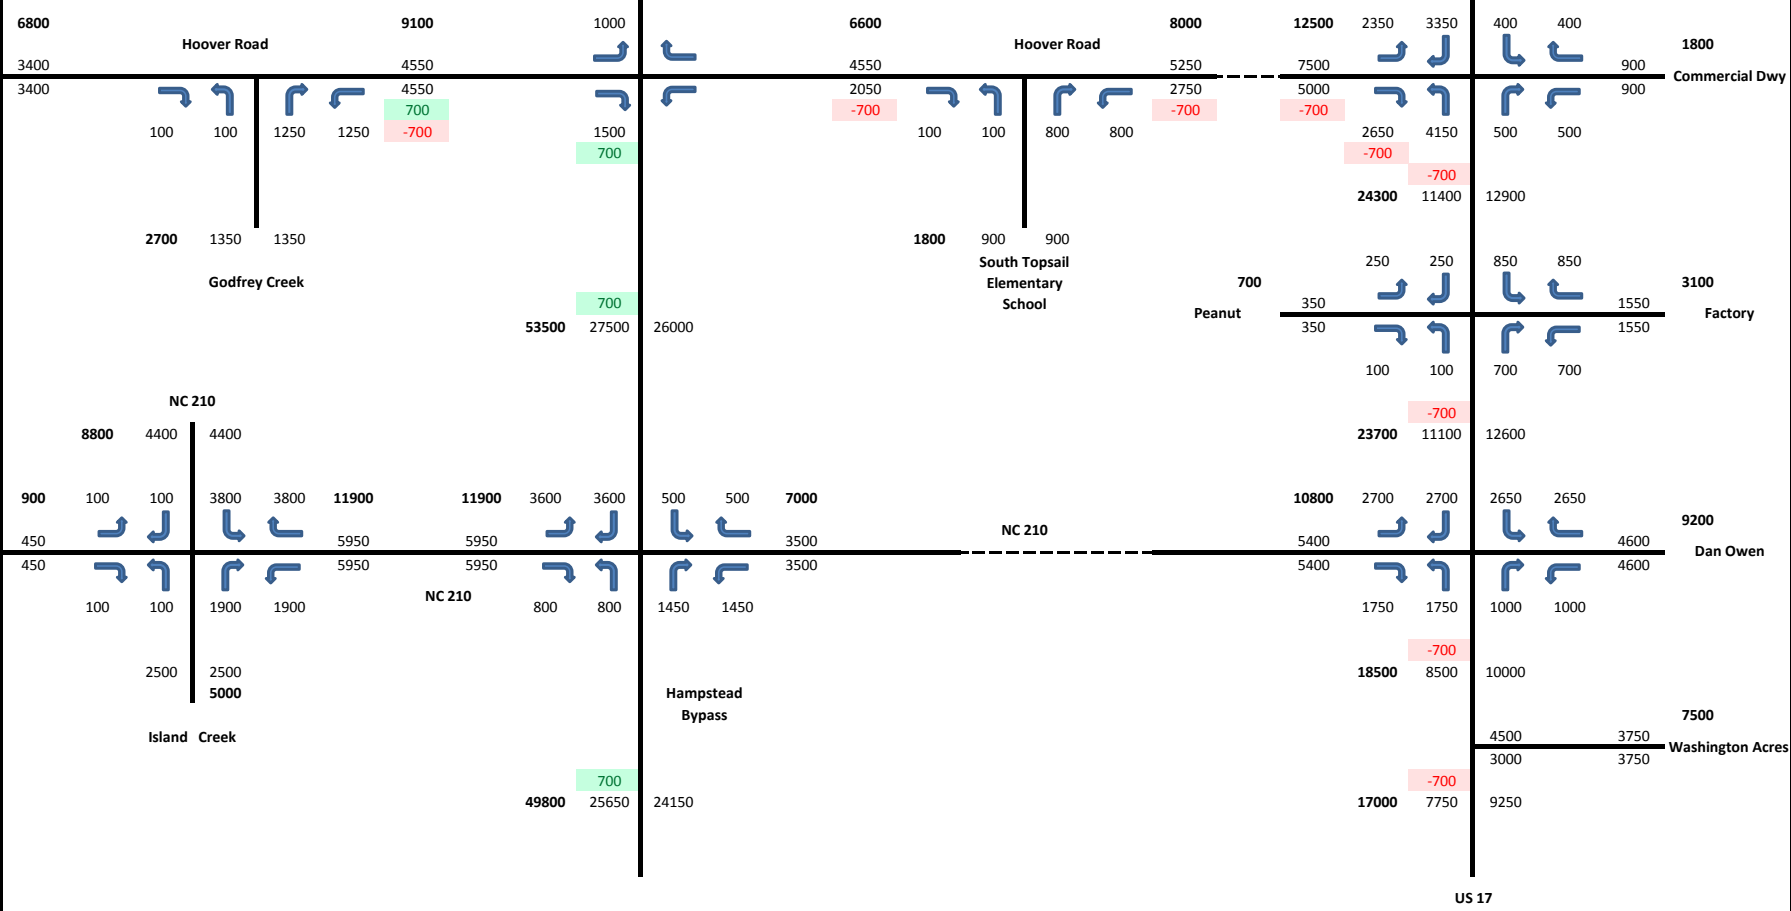 6800 9100 1000 6600 8000 12500 2350 3350 400 400
Hoover Road Hoover Road 1800
3400 4550 4550 5250 7500 900
Commercial Dwy
3400 4550 2050 2750 5000 900
700 -700 -700 -700
100 100 1250 1250 -700 1500 100 100 800 800 2650 4150 500 500
700 -700
-700
24300 11400 12900
2700 1350 1350 1800 900 900
South Topsail 250 250 850 850
Godfrey Creek Elementary 700 3100
700 School 350 1550
Peanut Factory
53500 27500 26000 350 1550
100 100 700 700
NC 210 -700
8800 4400 4400 23700 11100 12600
900 100 100 3800 3800 11900 11900 3600 3600 500 500 7000 10800 2700 2700 2650 2650
9200
NC 210
450 5950 5950 3500 5400 4600
Dan Owen
450 5950 5950 3500 5400 4600
NC 210
100 100 1900 1900 800 800 1450 1450 1750 1750 1000 1000
-700
2500 2500 18500 8500 10000
5000 Hampstead
Bypass 7500
Island Creek 4500 3750
Washington Acres
3000 3750
700 -700
49800 25650 24150 17000 7750 9250
US 17